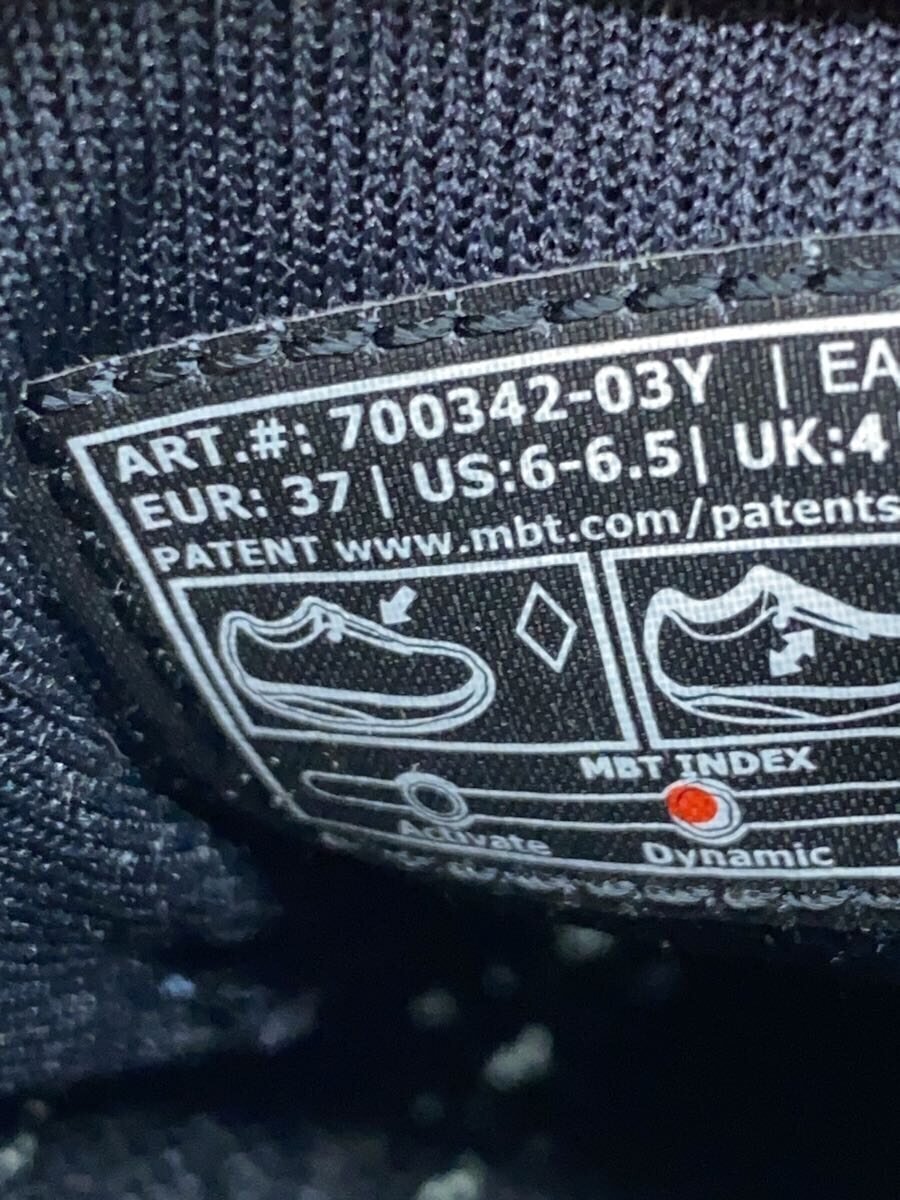 ART.#: 700342-03Y | EA
EUR: 37 | US:6-6.5| UK:4
PATENT www.mbt.com/patents
MBT INDEX
Activate
Dynamic